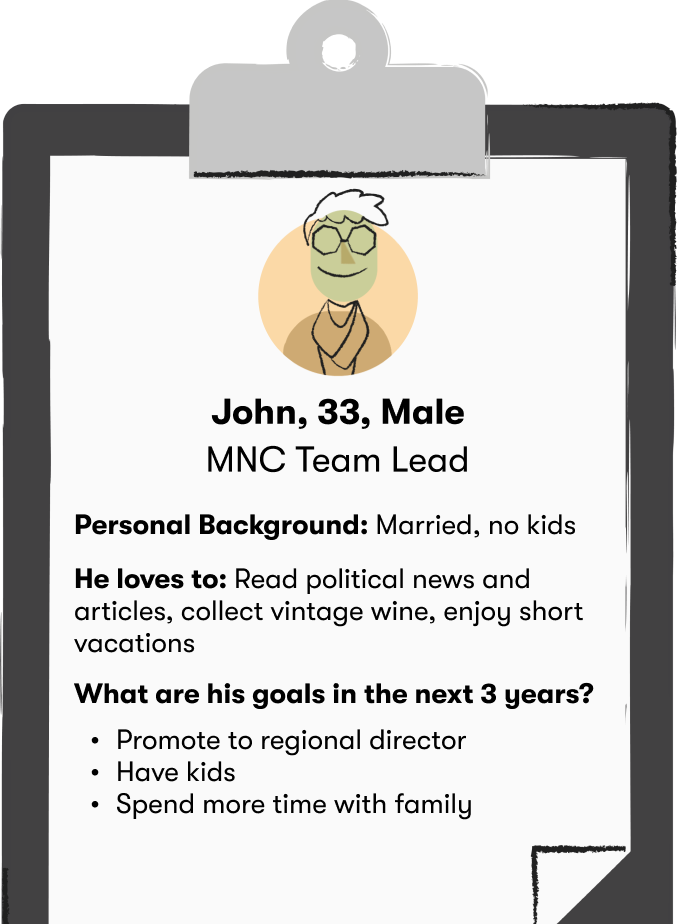 John, 33, Male
MNC Team Lead
Personal Background: Married, no kids
He loves to: Read political news and
articles, collect vintage wine, enjoy short
vacations
What are his goals in the next 3 years?
• Promote to regional director
• Have kids
• Spend more time with family